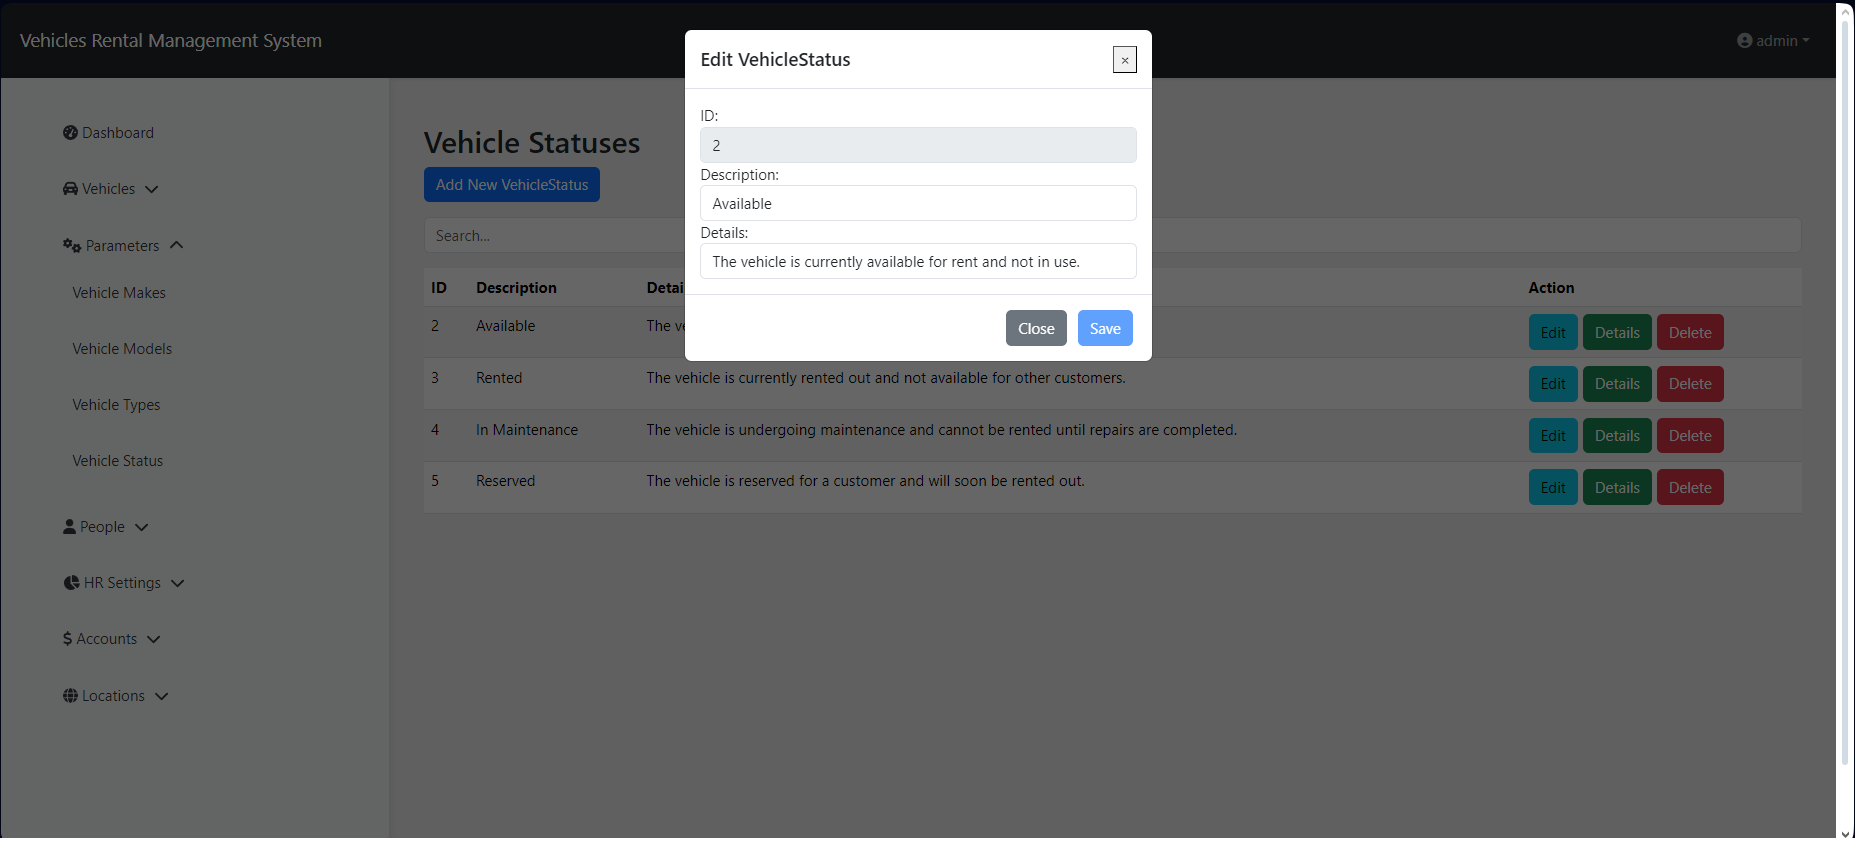 Vehicles Rental Management System
admin
Edit VehicleStatus
×
ID:
2
Description:
Available
Details:
The vehicle is currently available for rent and not in use.
Close Save
Dashboard
Vehicles
Parameters
Vehicle Makes
Vehicle Models
Vehicle Types
Vehicle Status
People
HR Settings
Accounts
Locations
Vehicle Statuses
Add New VehicleStatus
Search...
ID Description Action
2 Available The Edit Details Delete
3 Rented The vehicle is currently rented out and not available for other customers. Edit Details Delete
4 In Maintenance The vehicle is undergoing maintenance and cannot be rented until repairs are completed. Edit Details Delete
5 Reserved The vehicle is reserved for a customer and will soon be rented out. Edit Details Delete